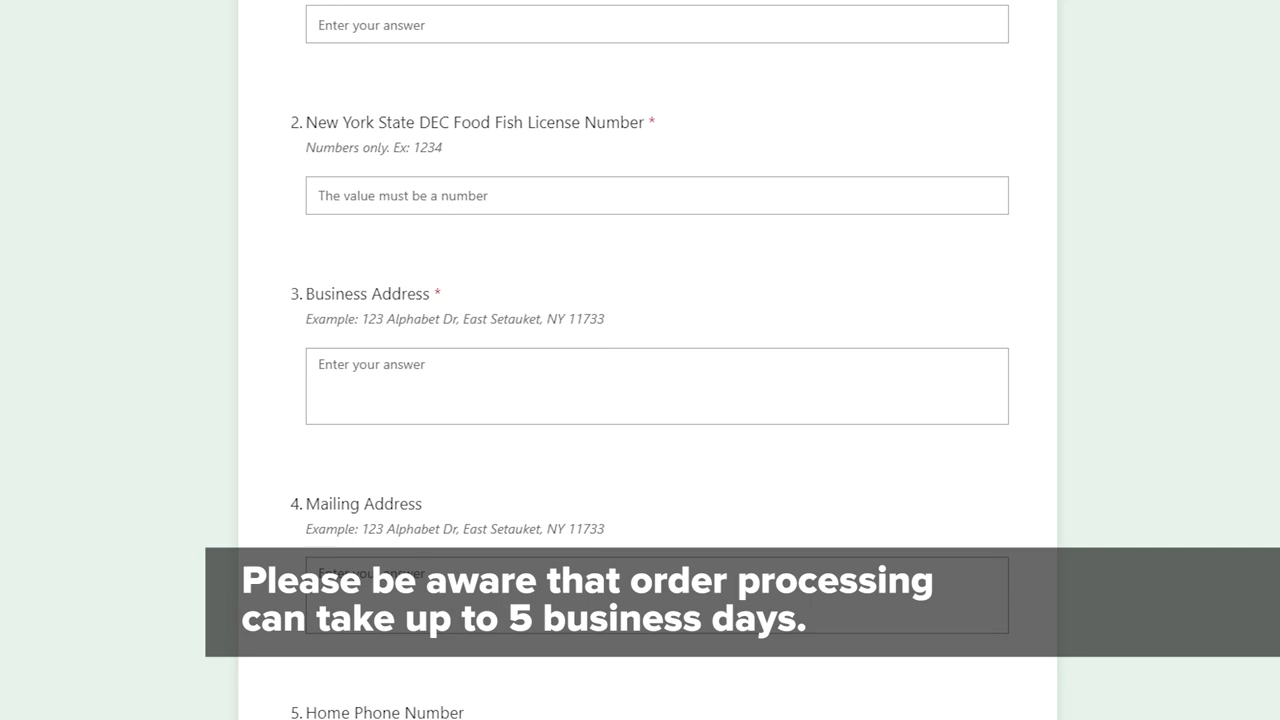 Enter your answer
2. New York State DEC Food Fish License Number *
Numbers only. Ex: 1234
The value must be a number
3. Business Address *
Example: 123 Alphabet Dr, East Setauket, NY 11733
Enter your answer
4. Mailing Address
Example: 123 Alphabet Dr, East Setauket, NY 11733
Enter your answer
Please be aware that order processing
can take up to 5 business days.
5. Home Phone Number